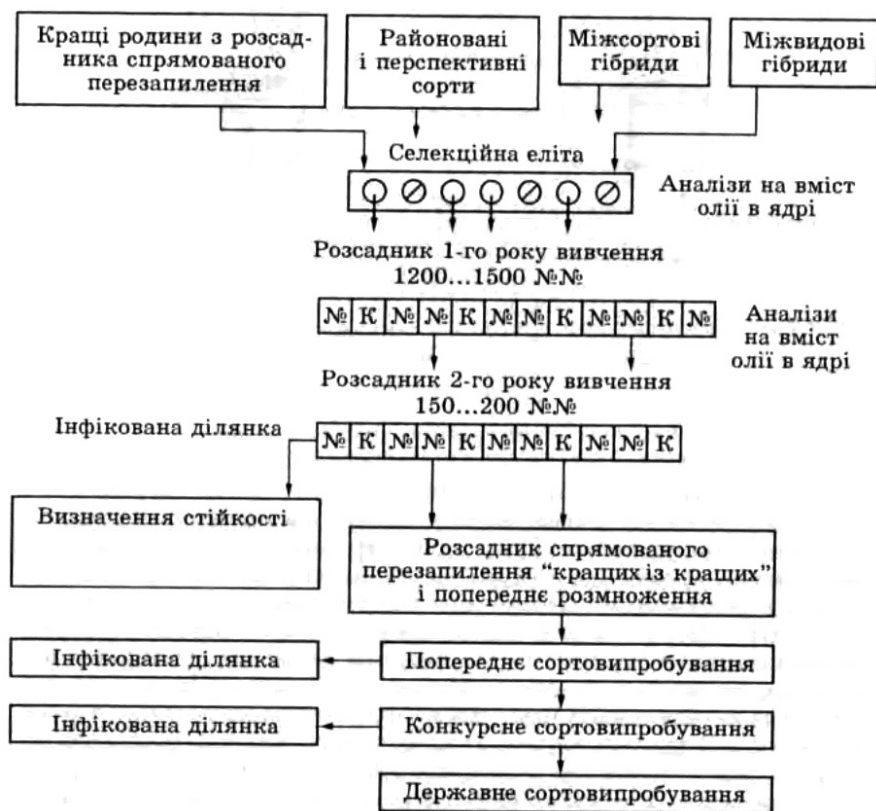 Кращі родини з розсад-
ника спрямованого
перезапилення
Районовані
і перспективні
сорти
Міжсортові
гібриди
Міжвидові
гібриди
Селекційна еліта
Аналізи на вміст
олії в ядрі
Розсадник 1-го року вивчення
1200...1500 №№
№ К № № К № № К № № К №
Аналізи
на вміст
олії в ядрі
Розсадник 2-го року вивчення
150...200 №№
Інфікована ділянка
№ К № № К № № К № № К
Визначення стійкості
Розсадник спрямованого
перезапилення “кращих із кращих”
і попереднє розмноження
Інфікована ділянка
Попереднє сортовипробування
Інфікована ділянка
Конкурсне сортовипробування
Державне сортовипробування